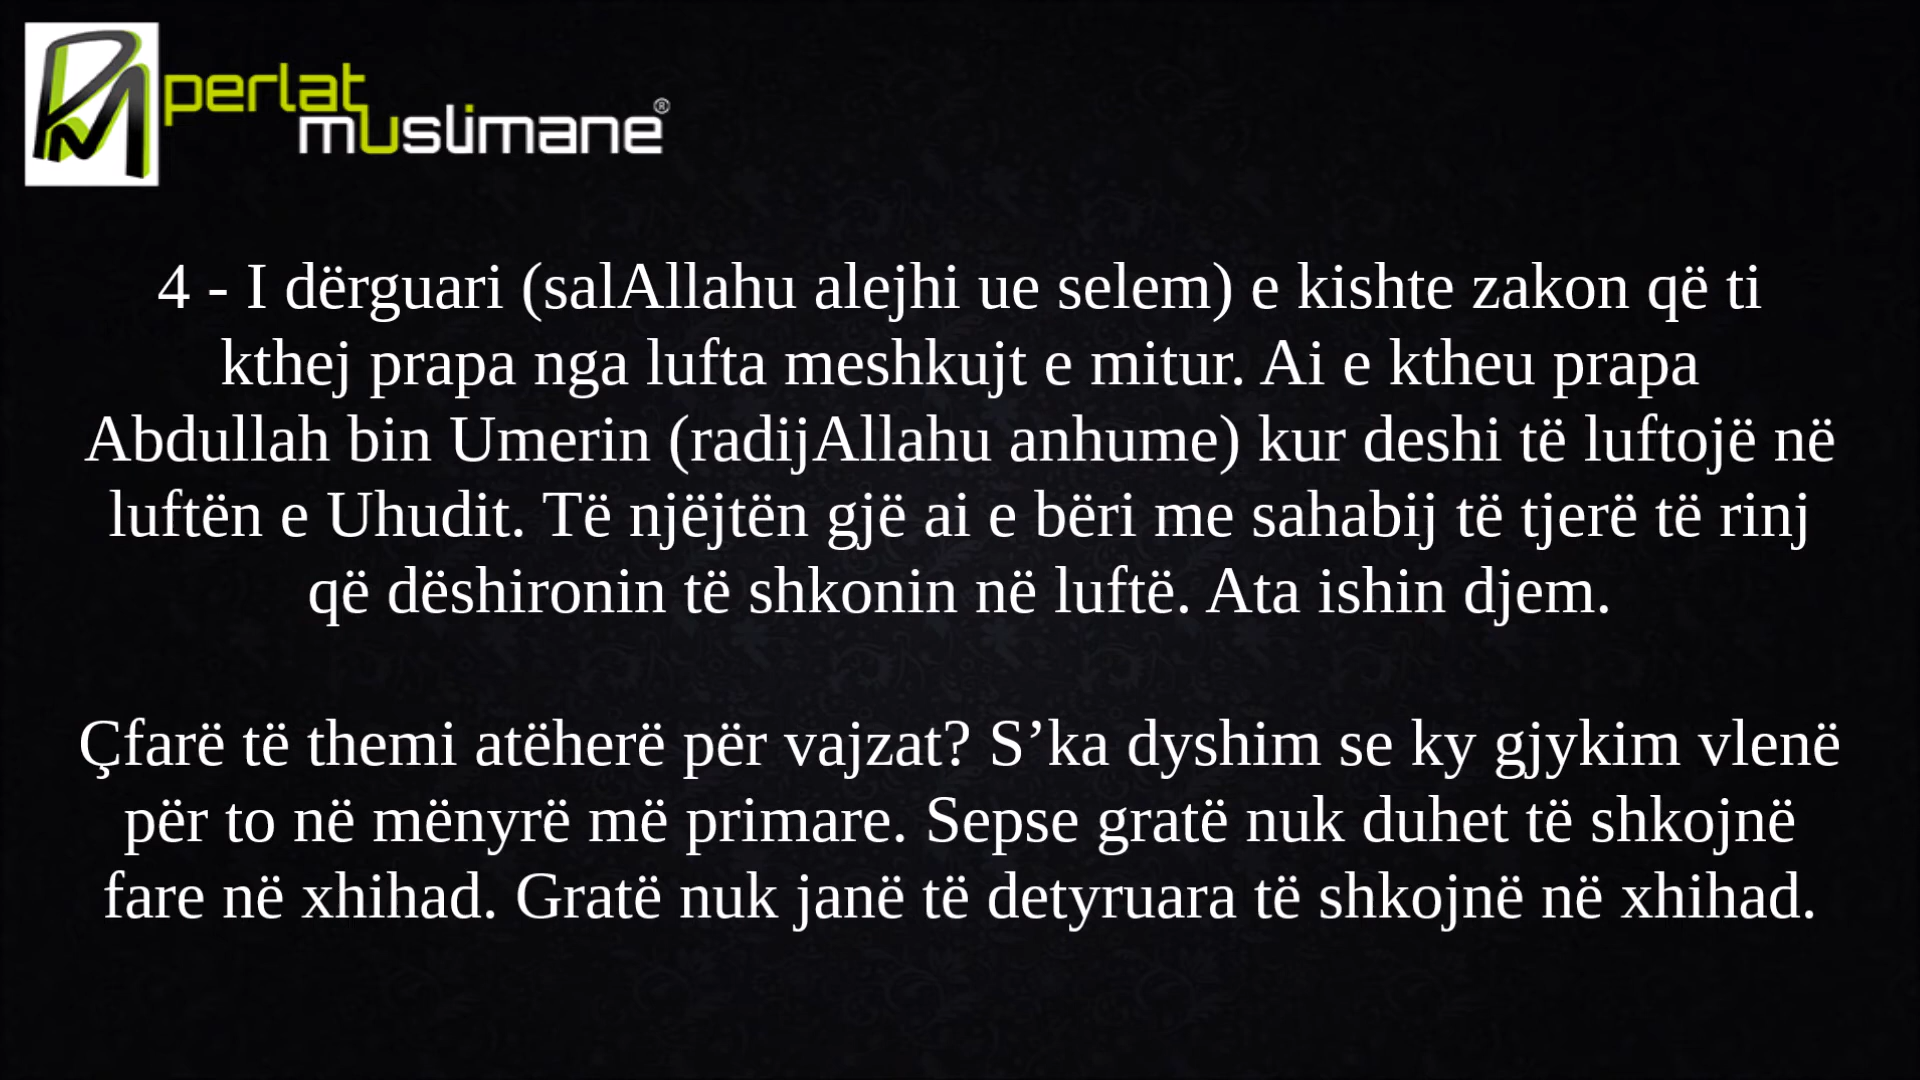 perlat
muslimane®
4 - I dërguari (salAllahu alejhi ue selem) e kishte zakon që ti
kthej prapa nga lufta meshkujt e mitur. Ai e ktheu prapa
Abdullah bin Umerin (radijAllahu anhume) kur deshi të luftojë në
luftën e Uhudit. Të njëjtën gjë ai e bëri me sahabij të tjerë të rinj
që dëshironin të shkonin në luftë. Ata ishin djem.
Çfarë të themi atëherë për vajzat? S’ka dyshim se ky gjykim vlenë
për to në mënyrë më primare. Sepse gratë nuk duhet të shkojnë
fare në xhihad. Gratë nuk janë të detyruara të shkojnë në xhihad.